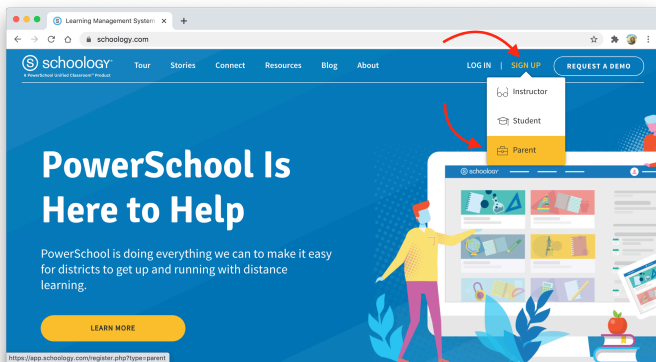 Learning Management System
schoology.com
schoology®
A PowerSchool Unified Classroom™ Product
Tour
Stories
Connect
Resources
Blog
About
LOG IN | SIGN UP
REQUEST A DEMO
Instructor
Student
Parent
PowerSchool Is
Here to Help
PowerSchool is doing everything we can to make it easy
for districts to get up and running with distance
learning.
LEARN MORE
schoology
https://app.schoology.com/register.php?type=parent